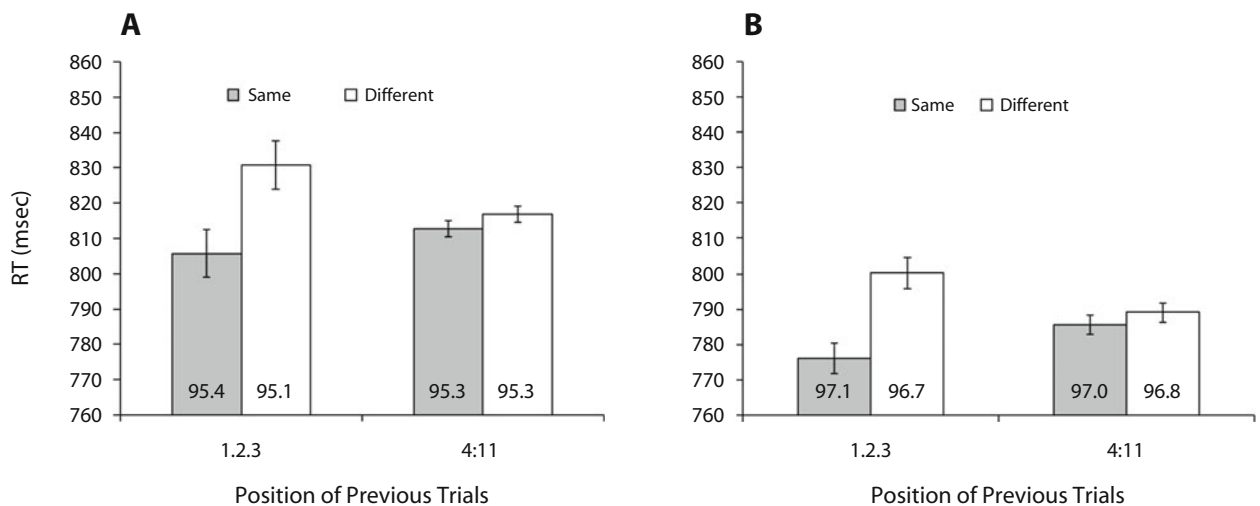 A
860
850
840
830
820
810
800
790
780
770
760
RT (msec)
Same Different
95.4 95.1 95.3 95.3
1.2.3 4:11
Position of Previous Trials
B
860
850
840
830
820
810
800
790
780
770
760
Same Different
97.1 96.7 97.0 96.8
1.2.3 4:11
Position of Previous Trials